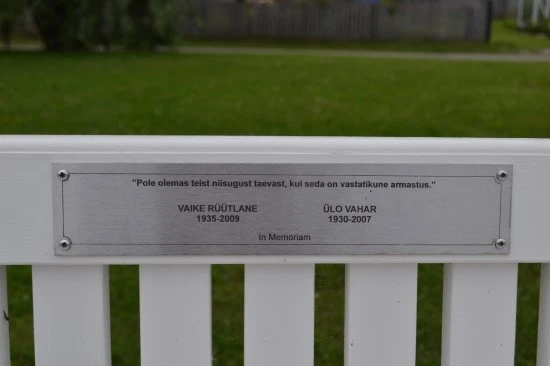 "Pole olemas teist niisugust taevast, kui seda on vastatikune armastus."
VAIKE RÜÜTLANE ÜLO VAHAR
1935-2009 1930-2007
In Memoriam